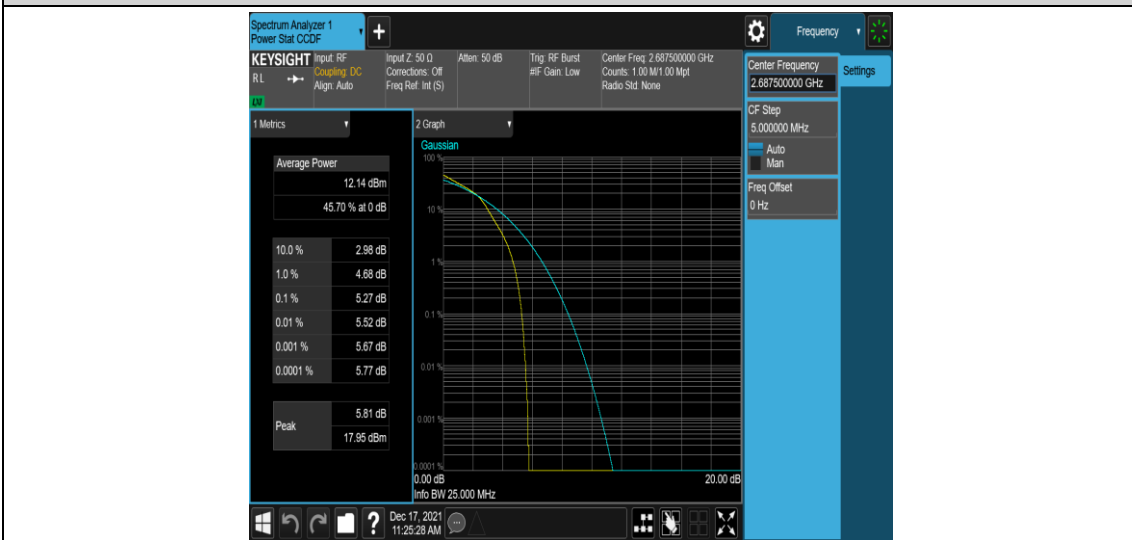 Spectrum Analyzer 1
Power Stat CCDF
+
Frequency
KEYSIGHT
RL
LNI
Input: RF
Coupling: DC
Align: Auto
Input Z: 50 Ω
Corrections: Off
Freq Ref: Int (S)
Atten: 50 dB
Trig: RF Burst
#IF Gain: Low
Center Freq: 2.687500000 GHz
Counts: 1.00 M/1.00 Mpt
Radio Std: None
Center Frequency
2.687500000 GHz
Settings
CF Step
5.000000 MHz
Auto
Man
Freq Offset
0 Hz
1 Metrics
Average Power
12.14 dBm
45.70 % at 0 dB
10.0 % 2.98 dB
1.0 % 4.68 dB
0.1 % 5.27 dB
0.01 % 5.52 dB
0.001 % 5.67 dB
0.0001 % 5.77 dB
Peak 5.81 dB
17.95 dBm
2 Graph
Gaussian
100 %
10 %
1 %
0.1 %
0.01 %
0.001 %
0.0001 %
0.00 dB 20.00 dB
Info BW 25.000 MHz
?
Dec 17, 2021
11:25:28 AM